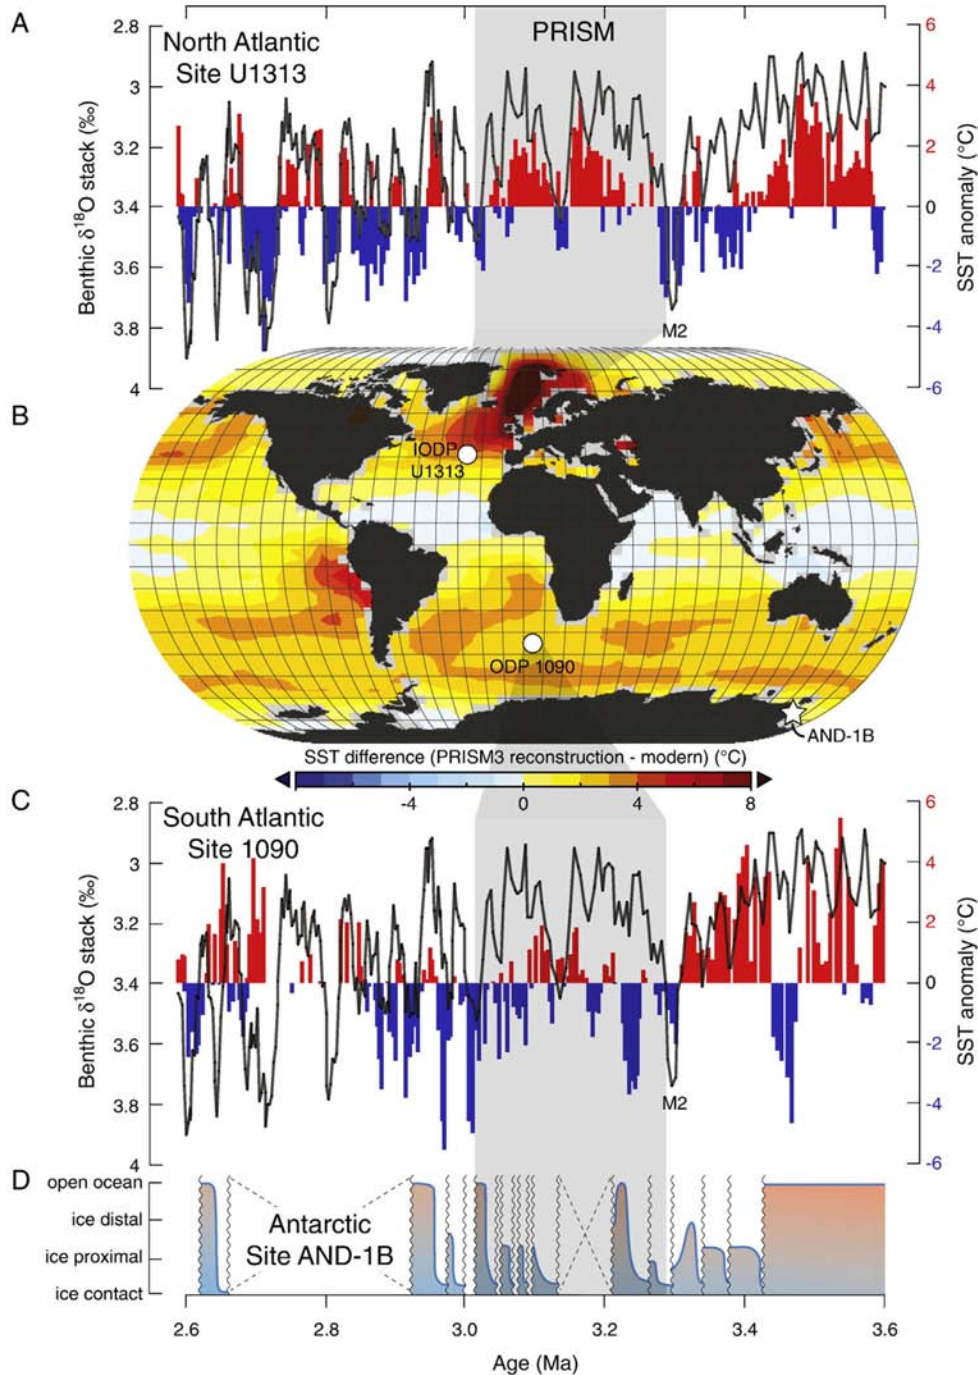 A
North Atlantic
Site U1313
PRISM
2.8
3
3.2
3.4
3.6
3.8
4
Benthic δ18O stack (‰)
6
4
2
0
-2
-4
-6
SST anomaly (°C)
M2
B
IODP
U1313
ODP 1090
AND-1B
SST difference (PRISM3 reconstruction - modern) (°C)
-4
0
4
8
C
South Atlantic
Site 1090
2.8
3
3.2
3.4
3.6
3.8
4
Benthic δ18O stack (‰)
6
4
2
0
-2
-4
-6
SST anomaly (°C)
M2
D
open ocean
ice distal
ice proximal
ice contact
Antarctic
Site AND-1B
2.6
2.8
3.0
3.2
3.4
3.6
Age (Ma)